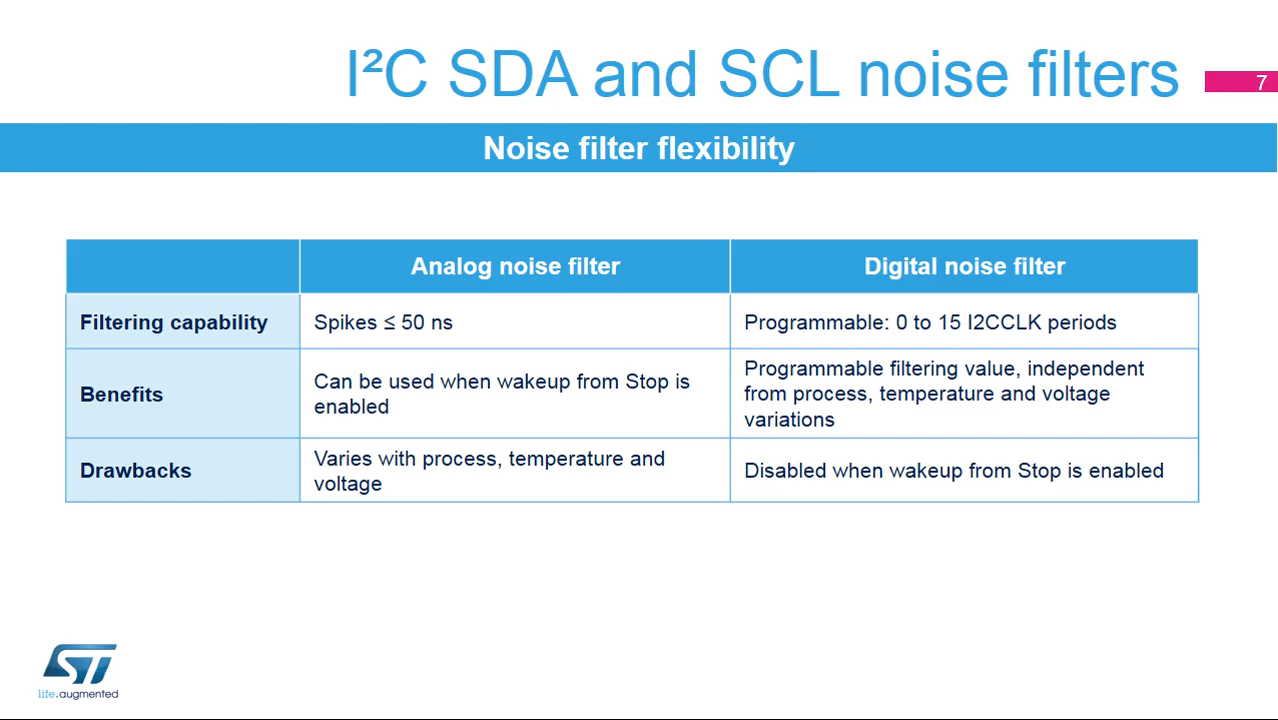 I²C SDA and SCL noise filters
7
Noise filter flexibility
Analog noise filter
Digital noise filter
Filtering capability
Spikes ≤ 50 ns
Programmable: 0 to 15 I2CCLK periods
Benefits
Can be used when wakeup from Stop is
enabled
Programmable filtering value, independent
from process, temperature and voltage
variations
Drawbacks
Varies with process, temperature and
voltage
Disabled when wakeup from Stop is enabled
ST
life.augmented